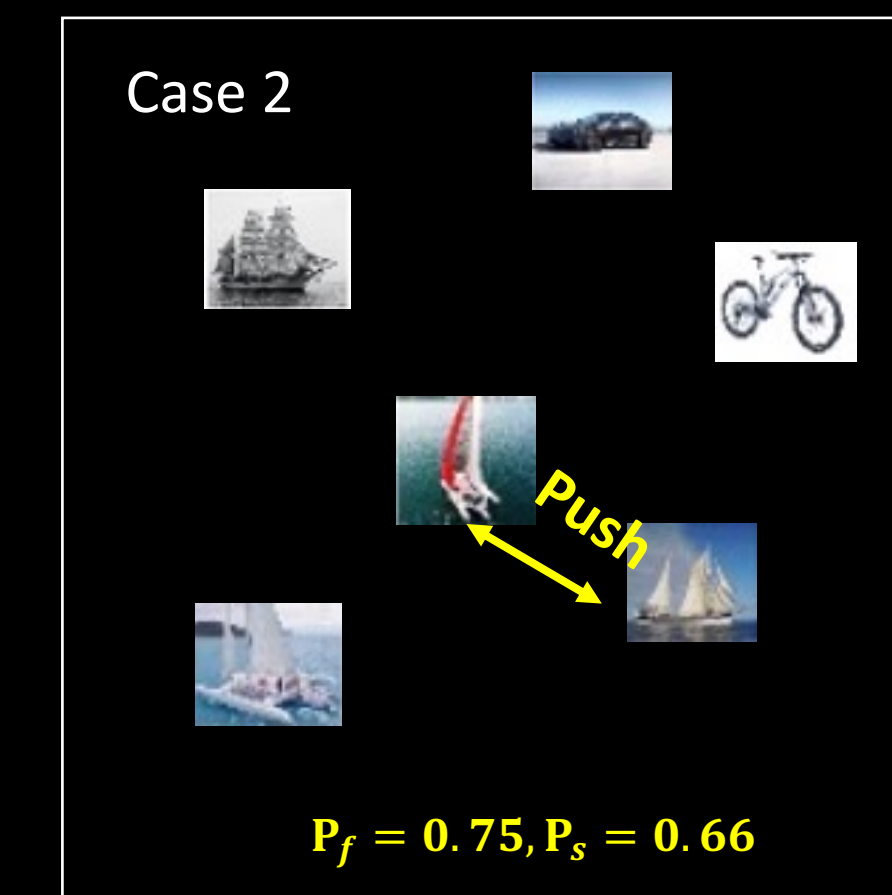 Case 2
Push
P_f = 0.75, P_s = 0.66